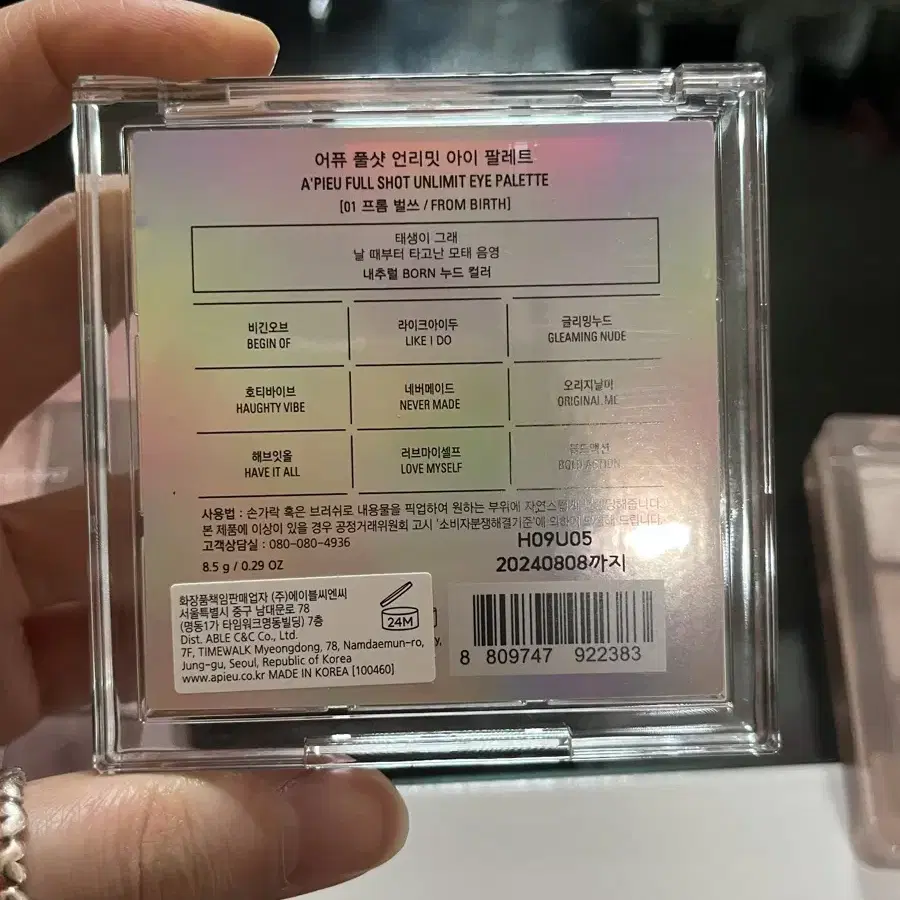 어퓨 풀샷 언리밋 아이 팔레트
A'PIEU FULL SHOT UNLIMIT EYE PALETTE
[01 프롬 벌쓰 / FROM BIRTH]
태생이 그래
날 때부터 타고난 모태 음영
내추럴 BORN 누드 컬러
비긴오브
BEGIN OF
라이크아이두
LIKE I DO
글리밍누드
GLEAMING NUDE
호티바이브
HAUGHTY VIBE
네버메이드
NEVER MADE
오리지날미
ORIGINAL ME
해브잇올
HAVE IT ALL
러브마이셀프
LOVE MYSELF
볼드액션
BOLD ACTION
사용법 : 손가락 혹은 브러쉬로 내용물을 픽업하여 원하는 부위에 자연스럽게
본 제품에 이상이 있을 경우 공정거래위원회 고시 '소비자분쟁해결기준'에 의하여 드립니다.
고객상담실 : 080-080-4936
H09U05
8.5 g / 0.29 OZ
20240808까지
화장품책임판매업자 (주)에이블씨엔씨
서울특별시 중구 남대문로 78
(명동1가 타임워크명동빌딩) 7층
Dist. ABLE C&C Co., Ltd.
7F, TIMEWALK Myeongdong, 78, Namdaemun-ro,
Jung-gu, Seoul, Republic of Korea
www.apieu.co.kr MADE IN KOREA [100460]
24M
8 809747 922383